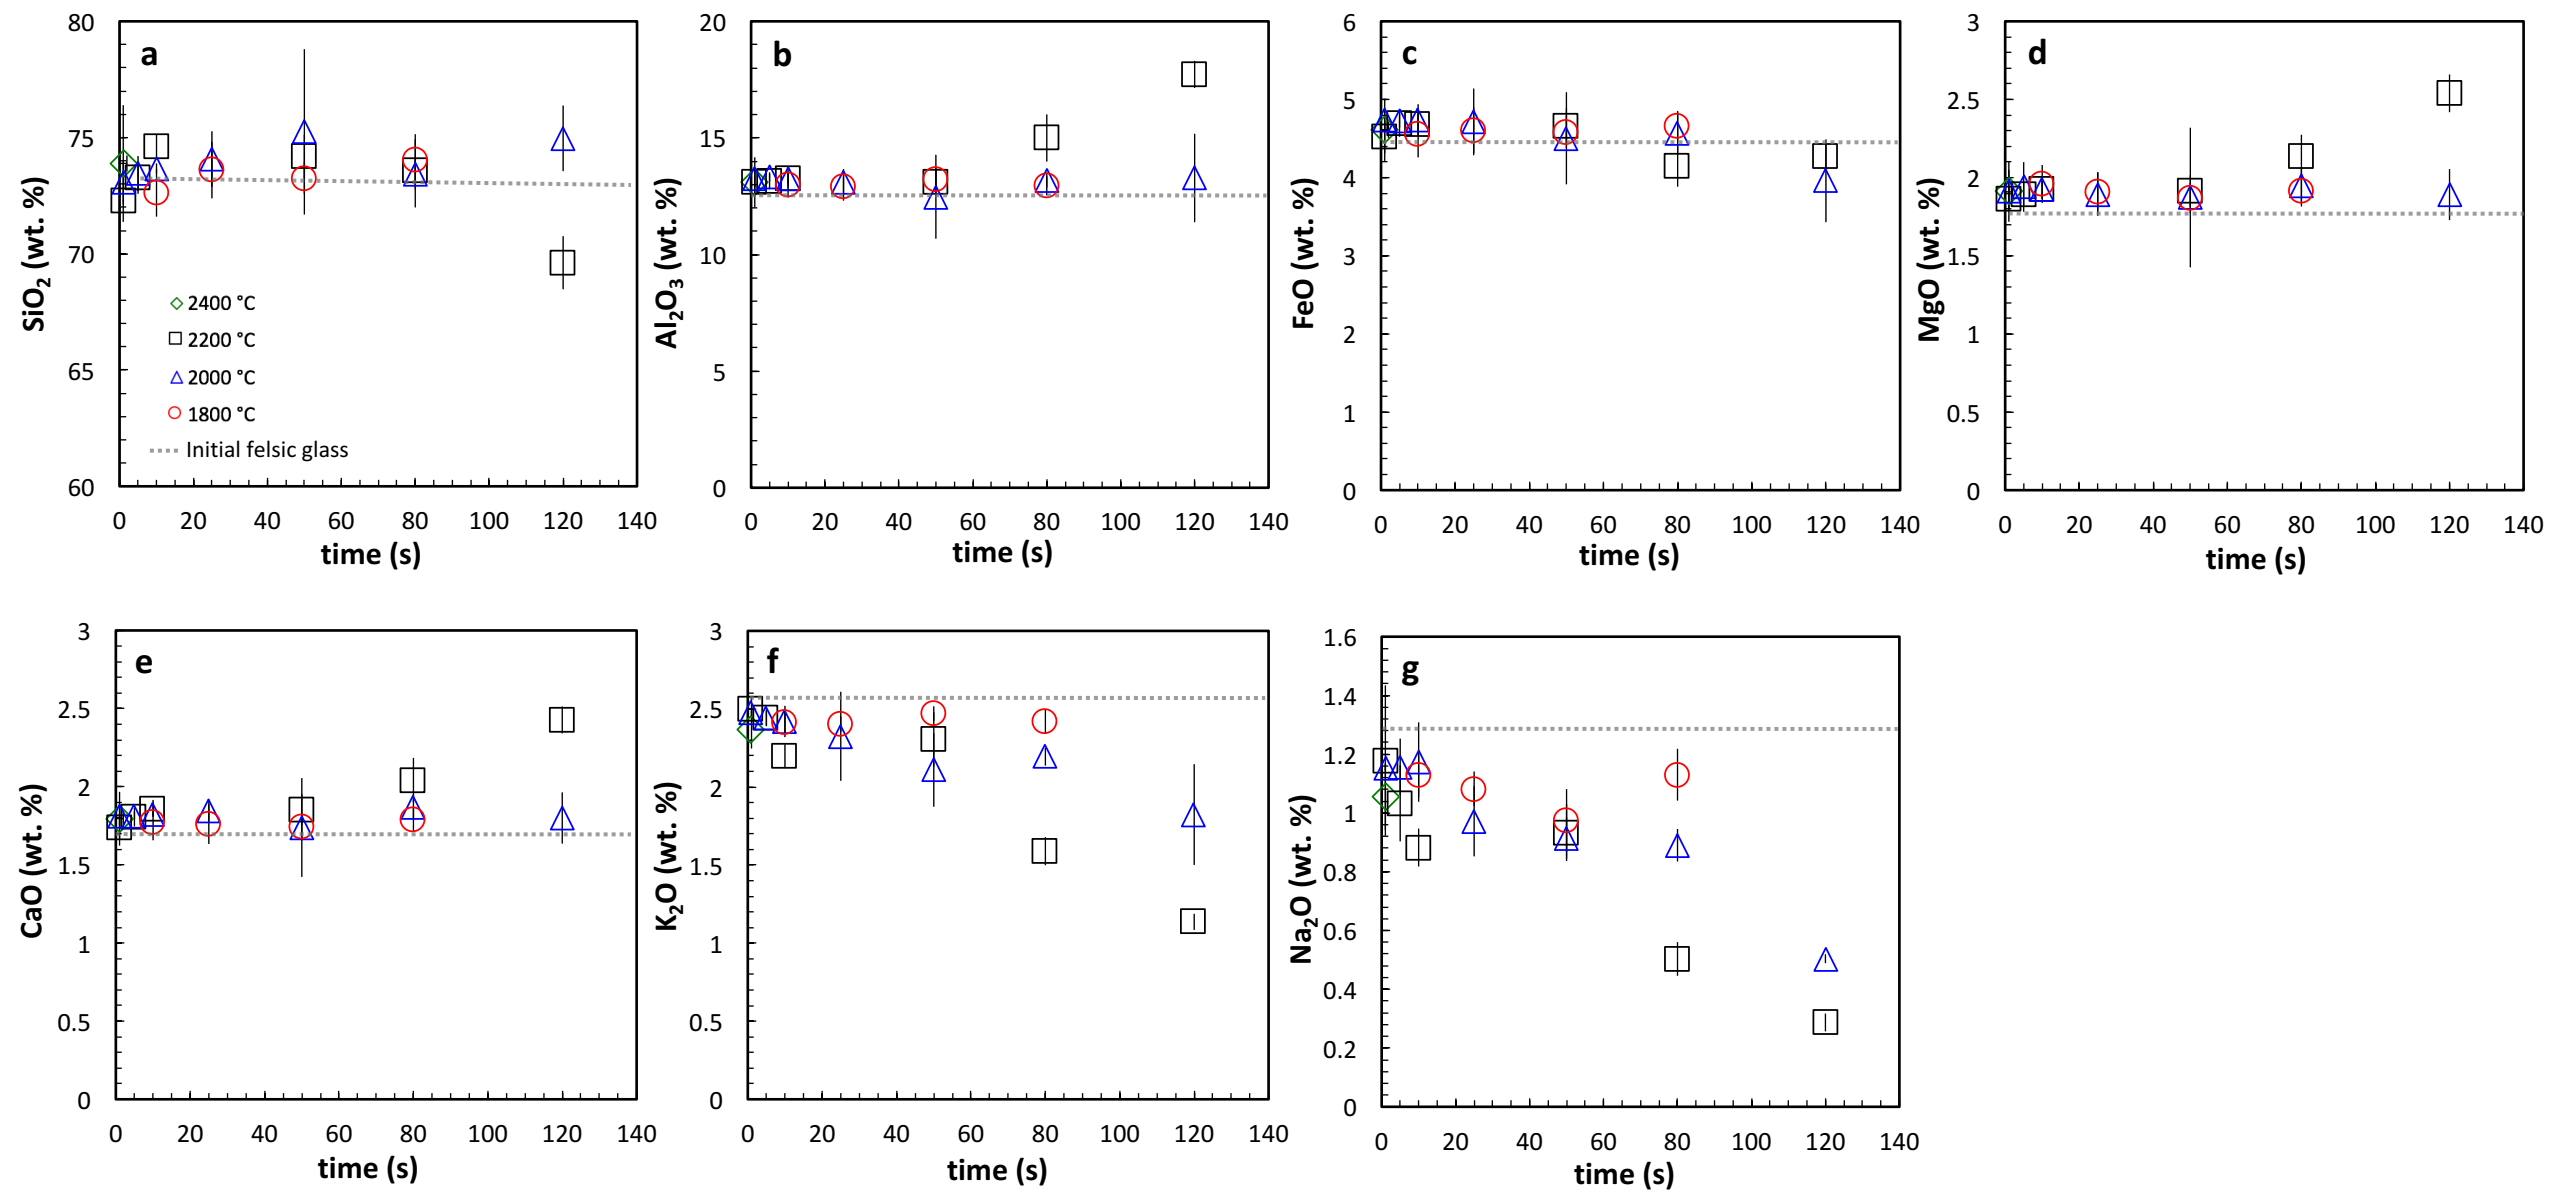 a
80
75
70
65
60
SiO2 (wt. %)
2400 °C
2200 °C
2000 °C
1800 °C
Initial felsic glass
0 20 40 60 80 100 120 140
time (s)
b
20
15
10
5
0
Al2O3 (wt. %)
0 20 40 60 80 100 120 140
time (s)
c
6
5
4
3
2
1
0
FeO (wt. %)
0 20 40 60 80 100 120 140
time (s)
d
3
2.5
2
1.5
1
0.5
0
MgO (wt. %)
0 20 40 60 80 100 120 140
time (s)
e
3
2.5
2
1.5
1
0.5
0
CaO (wt. %)
0 20 40 60 80 100 120 140
time (s)
f
3
2.5
2
1.5
1
0.5
0
K2O (wt. %)
0 20 40 60 80 100 120 140
time (s)
g
1.6
1.4
1.2
1
0.8
0.6
0.4
0.2
0
Na2O (wt. %)
0 20 40 60 80 100 120 140
time (s)